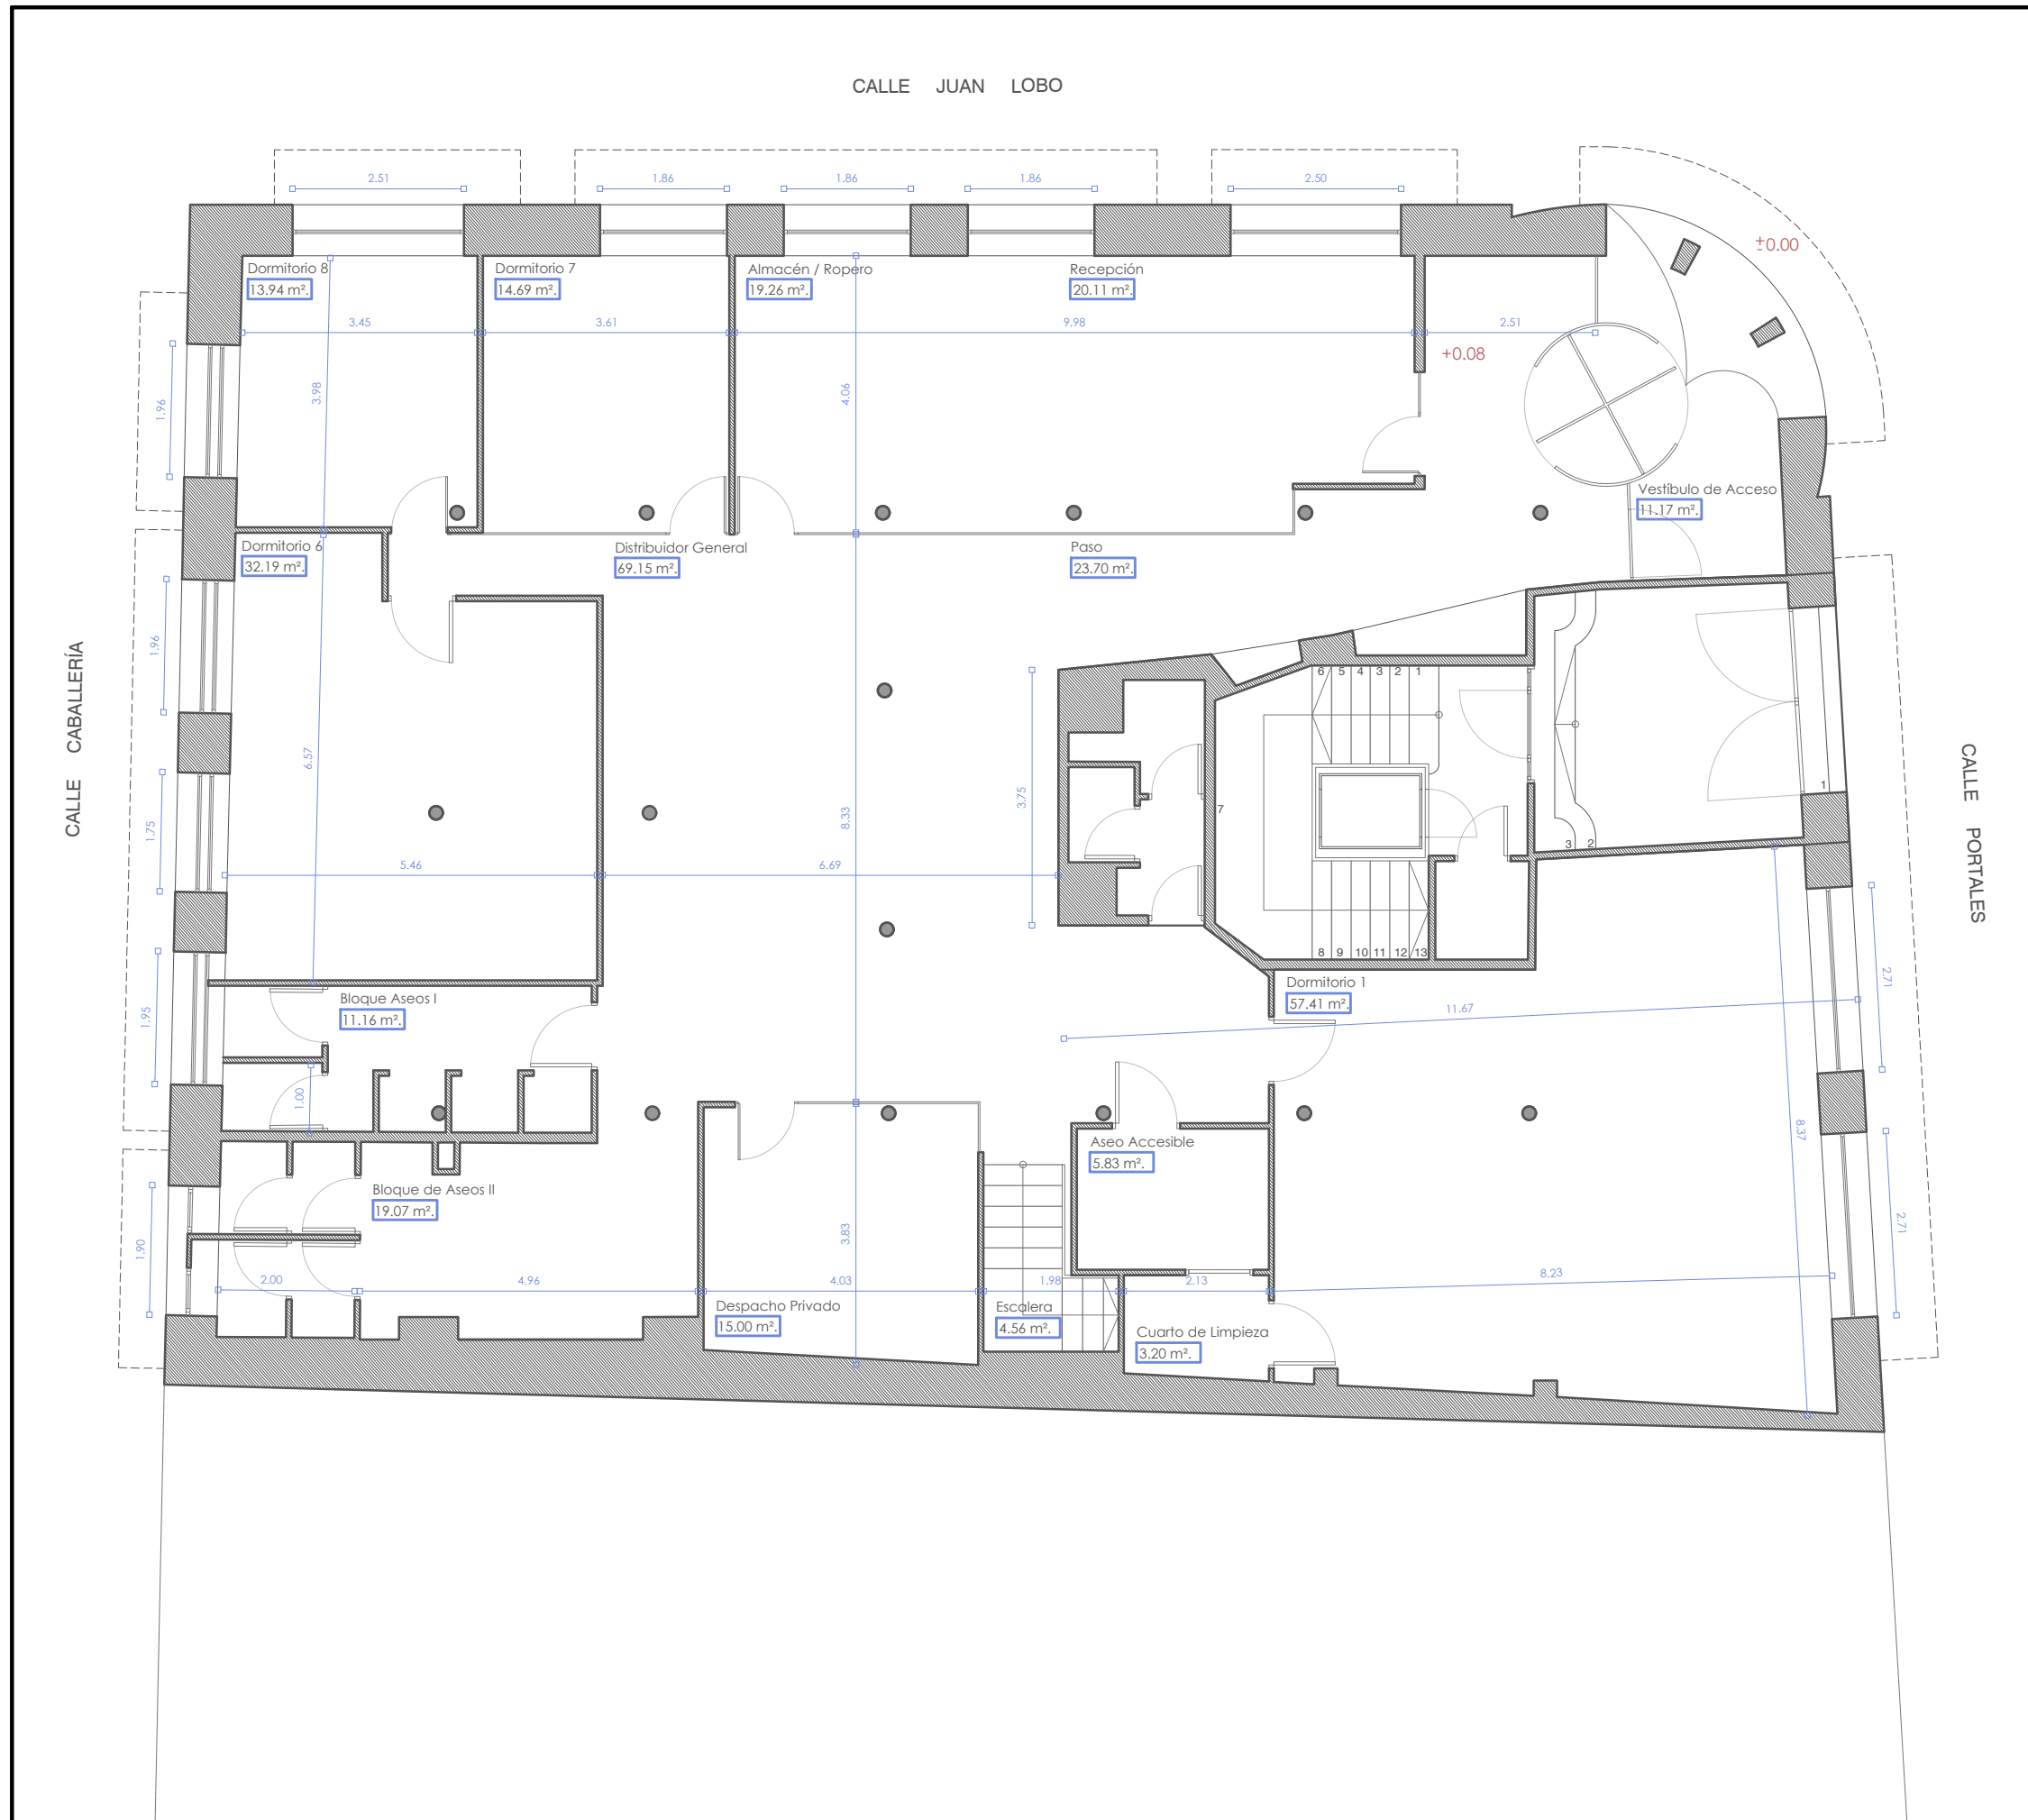 CALLE JUAN LOBO
2.51
1.86
1.86
1.86
2.50
±0.00
Dormitorio 8
13.94 m².
Dormitorio 7
14.69 m².
Almacén / Ropero
19.26 m².
Recepción
20.11 m².
3.45
3.61
9.98
2.51
+0.08
1.96
3.98
4.06
Vestíbulo de Acceso
11.17 m².
Dormitorio 6
32.19 m².
Distribuidor General
69.15 m².
Paso
23.70 m².
CALLE CABALLERÍA
1.96
6.57
6 5 4 3 2 1
CALLE PORTALES
1.75
8.33
3.75
7
1
3 2
5.46
6.69
8 9 10 11 12 13
2.71
Dormitorio 1
57.41 m².
11.67
Bloque Aseos I
11.16 m².
1.95
1.00
8.37
Aseo Accesible
5.83 m².
Bloque de Aseos II
19.07 m².
1.90
3.83
2.71
2.00
4.96
4.03
1.98
2.13
8.23
Despacho Privado
15.00 m².
Escalera
4.56 m².
Cuarto de Limpieza
3.20 m².